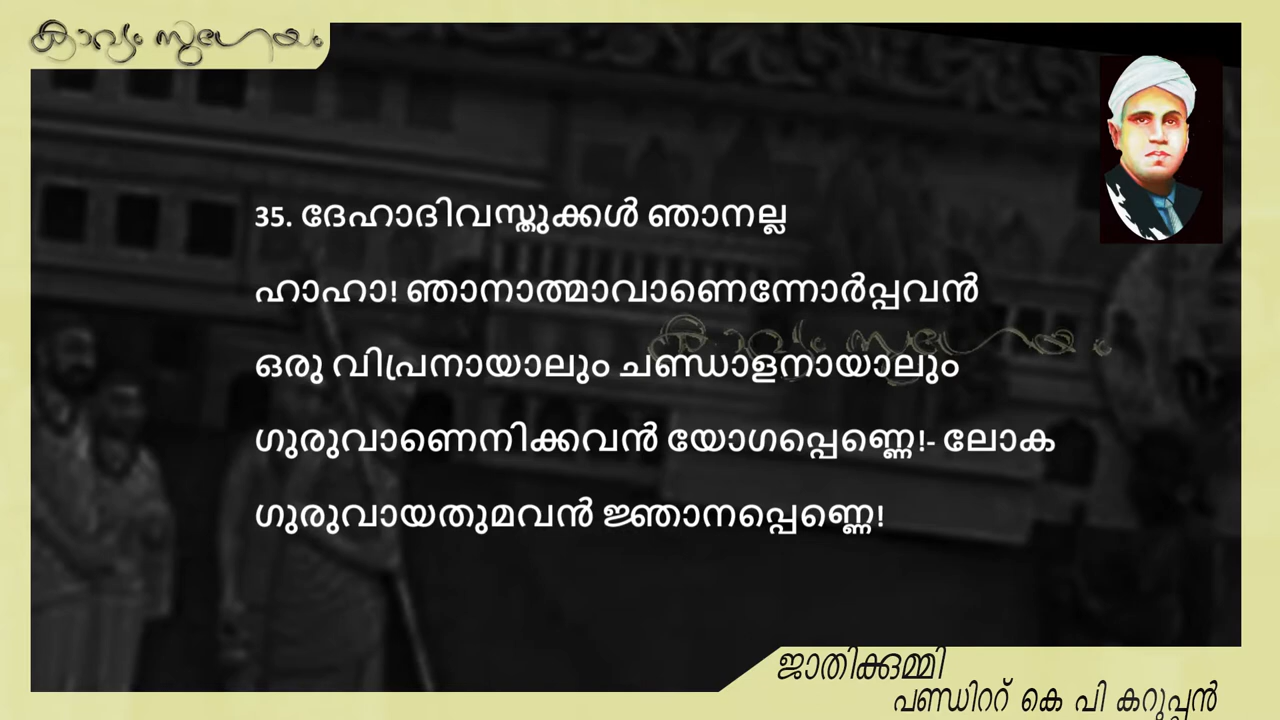 കാവ്യം സുഗേയം
35. ദേഹാദിവസ്തുക്കൾ ഞാനല്ല
ഹാഹാ! ഞാനാത്മാവാണെന്നോർപ്പവൻ
കാവ്യം സുഗേയം
ഒരു വിപ്രനായാലും ചണ്ഡാളനായാലും
ഗുരുവാണെനിക്കവൻ യോഗപ്പെണ്ണെ!- ലോക
ഗുരുവായതുമവൻ ജ്ഞാനപ്പെണ്ണെ!
ജാതിക്കുമ്മി
പണ്ഡിററ് കെ പി കറുപ്പൻ